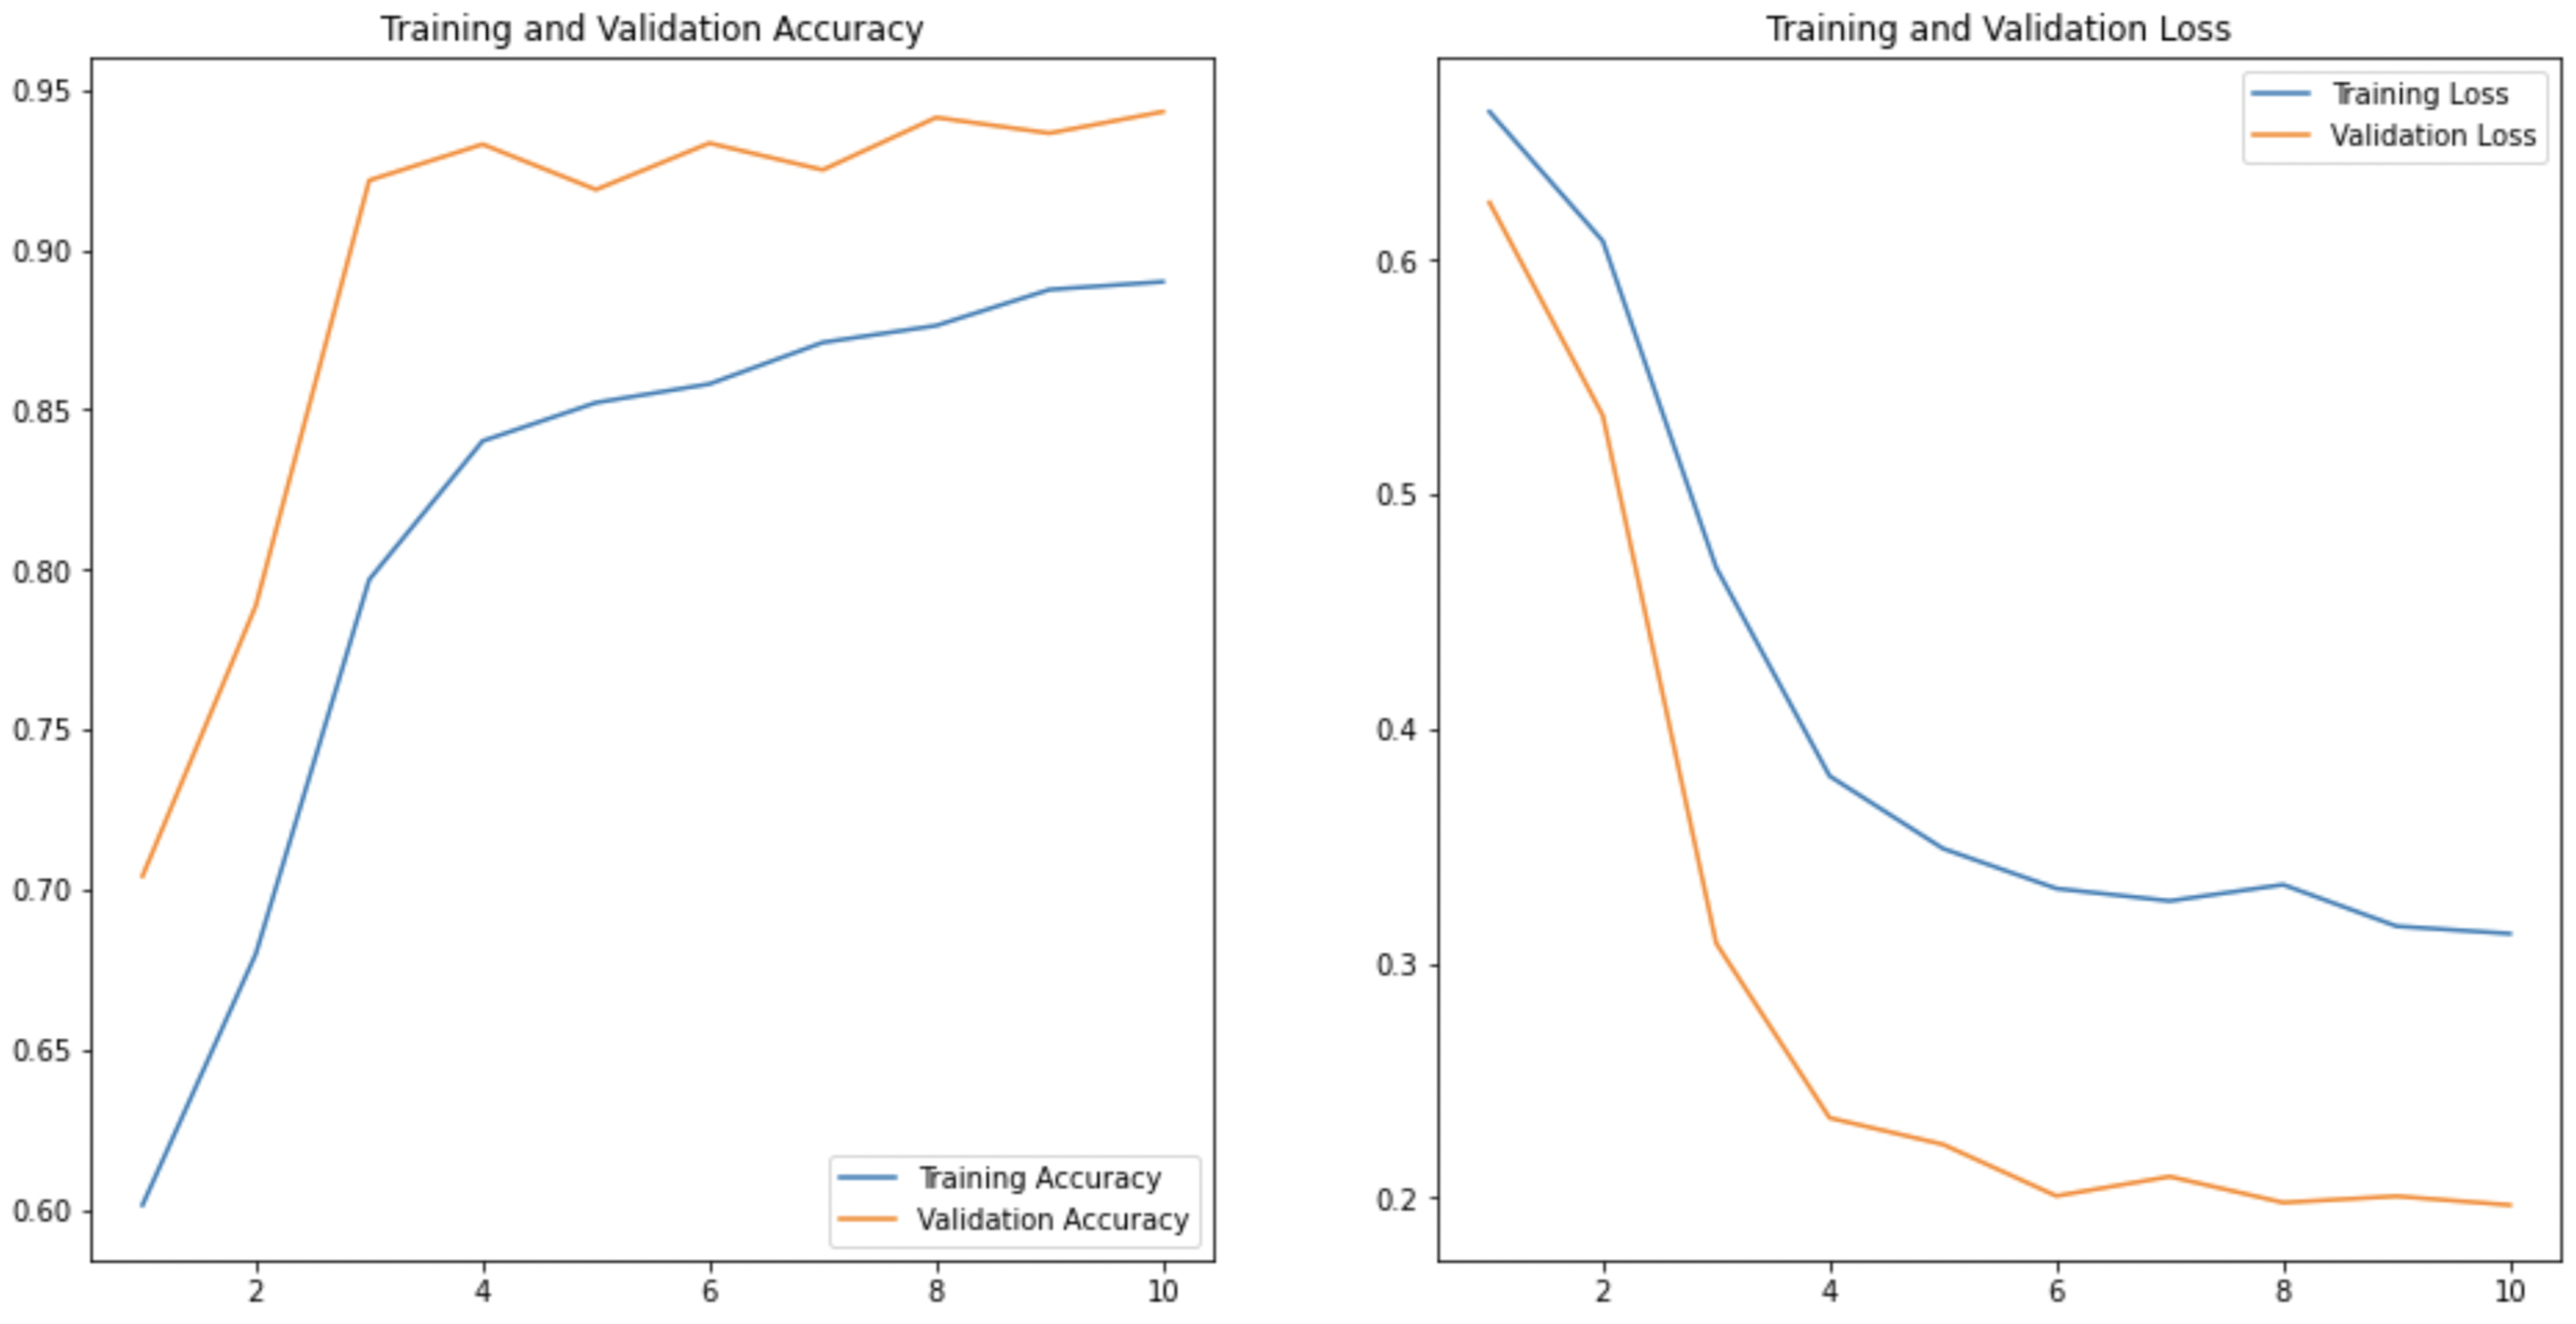 Training and Validation Accuracy
0.95
0.90
0.85
0.80
0.75
0.70
0.65
0.60
2 4 6 8 10
Training Accuracy
Validation Accuracy
Training and Validation Loss
0.6
0.5
0.4
0.3
0.2
2 4 6 8 10
Training Loss
Validation Loss